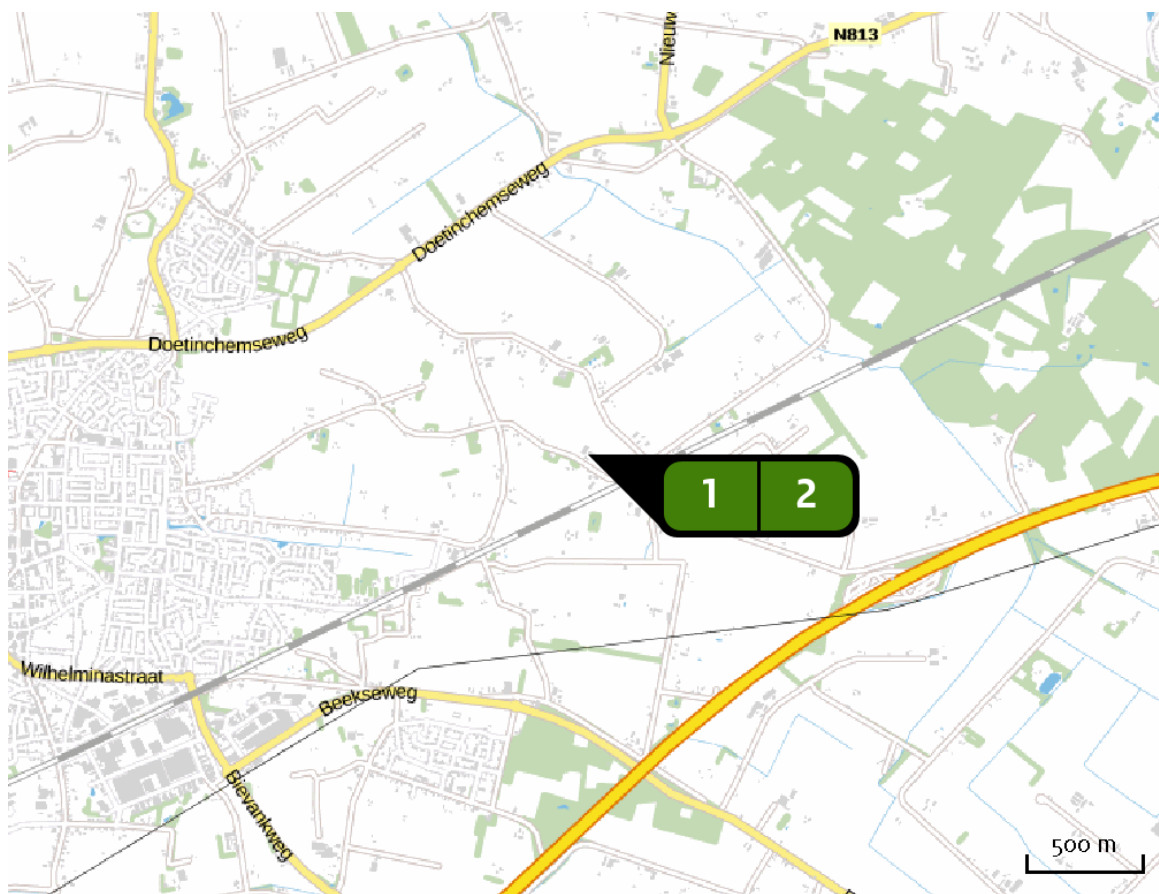 N813
Nieuw
Doetinchemseweg
Doetinchemseweg
1 2
Wilhelminastraat
Beekseweg
Bievankweg
500 m